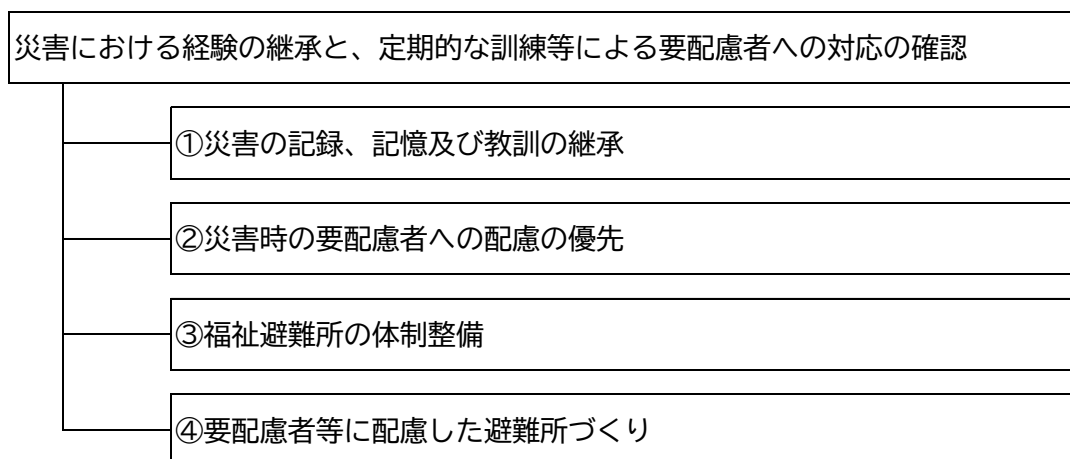 災害における経験の継承と、定期的な訓練等による要配慮者への対応の確認
①災害の記録、記憶及び教訓の継承
②災害時の要配慮者への配慮の優先
③福祉避難所の体制整備
④要配慮者等に配慮した避難所づくり